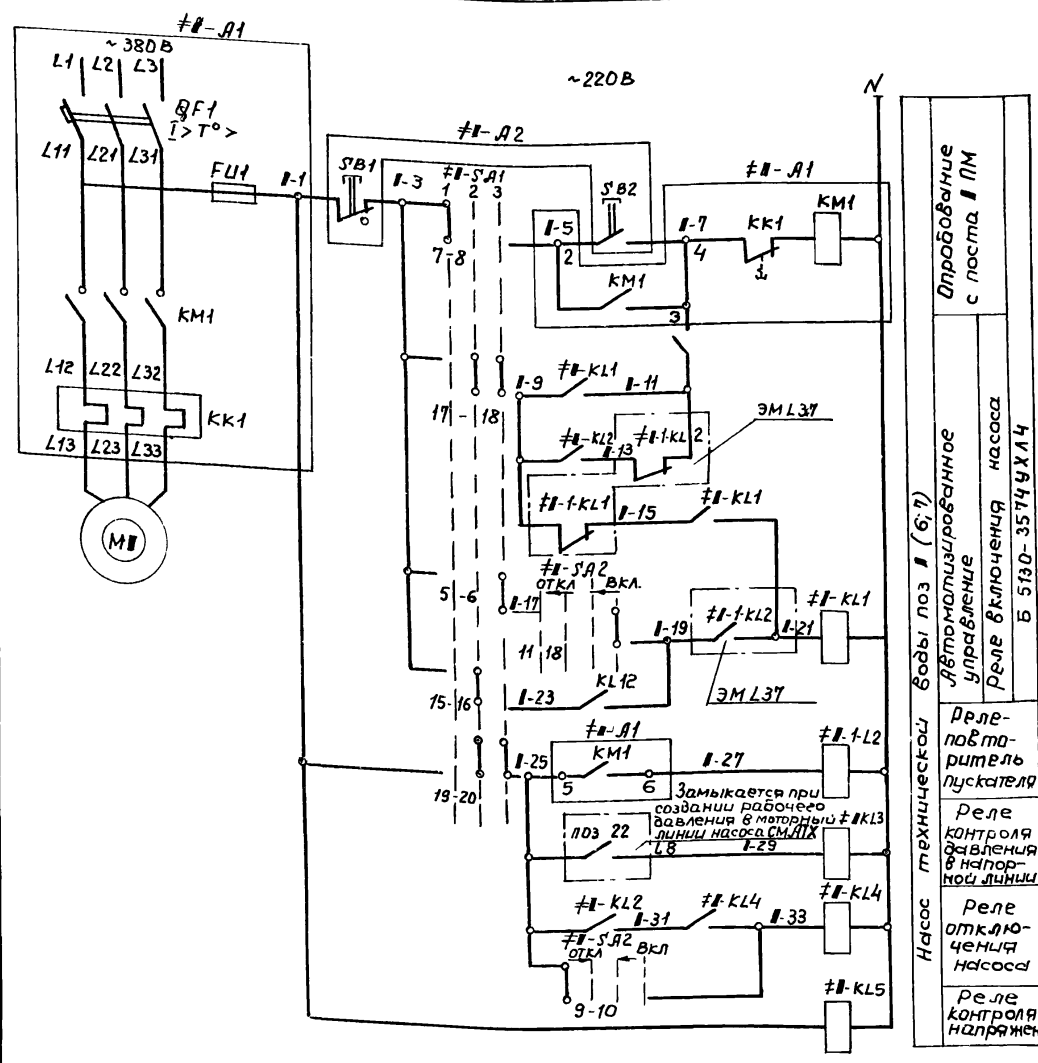 ‡II-A1
~380В
L1 L2 L3
QF1
I> T°>
L11 L21 L31
FU1
KM1
L12 L22 L32
KK1
L13 L23 L33
MII
~220В
N
‡II-A2
SB1
II-1
II-3
‡II-SA1
1 2 3
7-8
SB2
‡II-A1
II-5
2
II-7
4
KK1
KM1
KM1
3
17 - 18
II-9
‡II-KL1
II-11
ЭМ L37
‡II-KL2
II-13
‡II-1-KL2
‡II-1-KL1
II-15
‡II-KL1
5 -6
‡II-SA2
ОТКЛ ВКЛ.
II-17
11 18
II-19
‡II-1-KL2
II-21
‡II-KL1
15-16
II-23
KL12
ЭМ L37
‡II-A1
19-20
II-25
KM1
5 6
II-27
‡II-1-L2
Замыкается при
создании рабочего
давления в моторный
линии насоса СМ.АТХ
L8
поз 22
II-29
‡IIKL3
‡II-KL2
II-31
‡II-KL4
II-33
‡II-KL4
‡II-SA2
ОТКЛ ВКЛ
9-10
‡II-KL5
Насос технической воды поз II (6;7)
Опробование
с поста II ПМ
Автоматизированное
управление
Реле включения насоса
Б 5130-3574УХЛ4
Реле-
повто-
ритель
пускателя
Реле
контроля
давления
в напор-
ной линии
Реле
отклю-
чения
насоса
Реле
контроля
напряжен